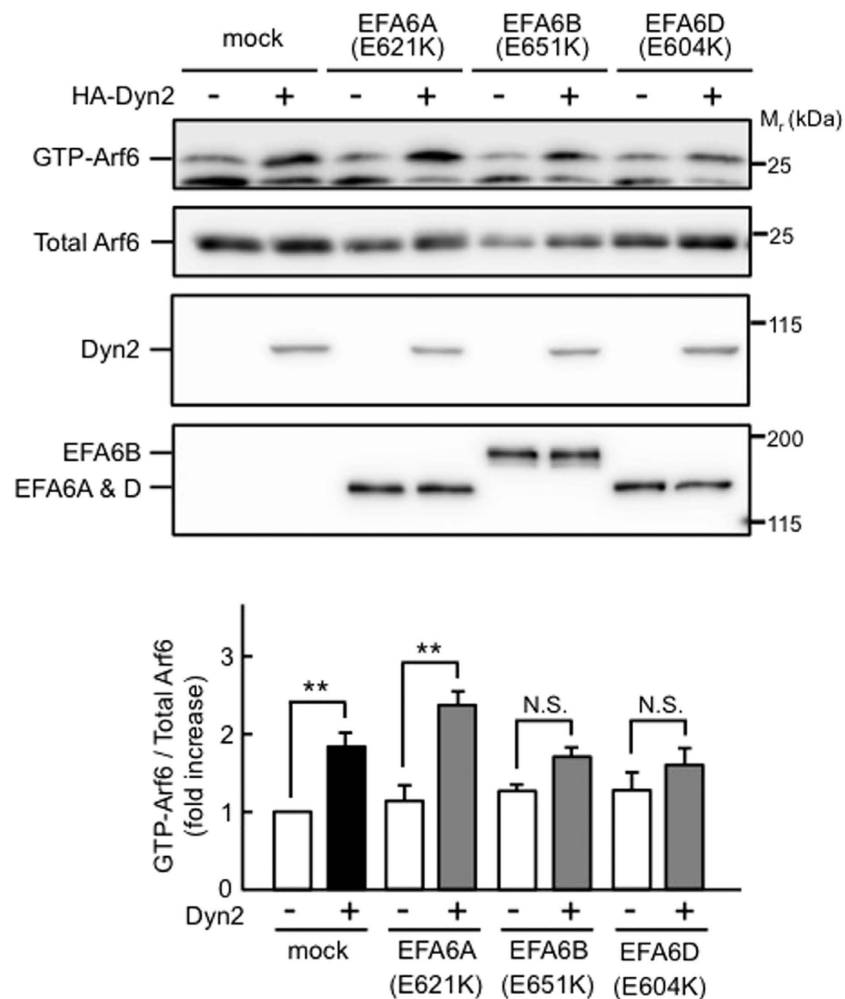 mock EFA6A EFA6B EFA6D
(E621K) (E651K) (E604K)
HA-Dyn2 - + - + - + - +
Mr (kDa)
GTP-Arf6 25
Total Arf6 25
115
Dyn2
200
EFA6B
EFA6A & D
115
GTP-Arf6 / Total Arf6
(fold increase)
3
2
1
0
** ** N.S. N.S.
Dyn2 - + - + - + - +
mock EFA6A EFA6B EFA6D
(E621K) (E651K) (E604K)